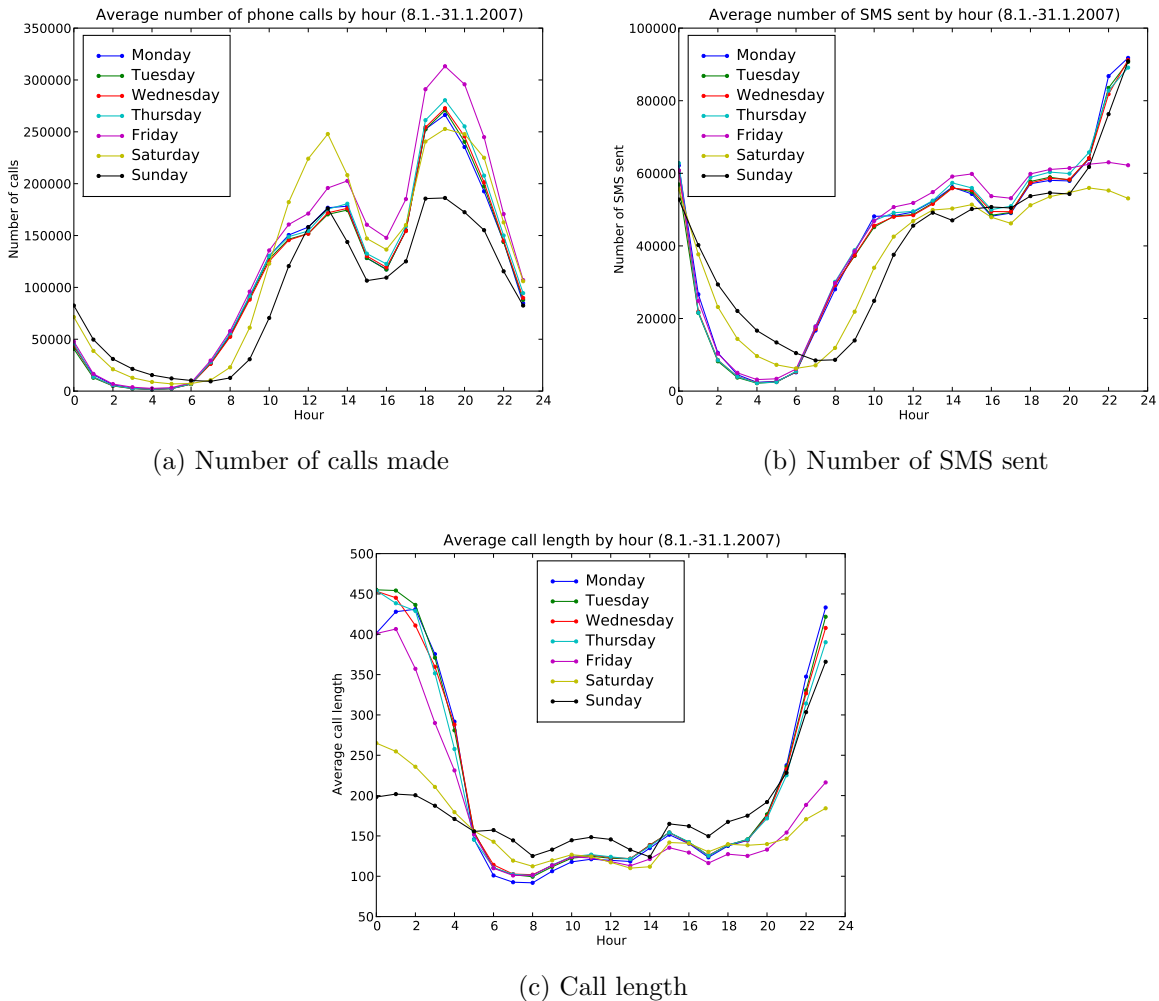 Average number of phone calls by hour (8.1.-31.1.2007)
350000
300000
250000
200000
150000
100000
50000
0
Number of calls
Monday
Tuesday
Wednesday
Thursday
Friday
Saturday
Sunday
0 2 4 6 8 10 12 14 16 18 20 22 24
Hour
(a) Number of calls made
Average number of SMS sent by hour (8.1.-31.1.2007)
100000
80000
60000
40000
20000
0
Number of SMS sent
Monday
Tuesday
Wednesday
Thursday
Friday
Saturday
Sunday
0 2 4 6 8 10 12 14 16 18 20 22 24
Hour
(b) Number of SMS sent
Average call length by hour (8.1.-31.1.2007)
500
450
400
350
300
250
200
150
100
50
Average call length
Monday
Tuesday
Wednesday
Thursday
Friday
Saturday
Sunday
0 2 4 6 8 10 12 14 16 18 20 22 24
Hour
(c) Call length